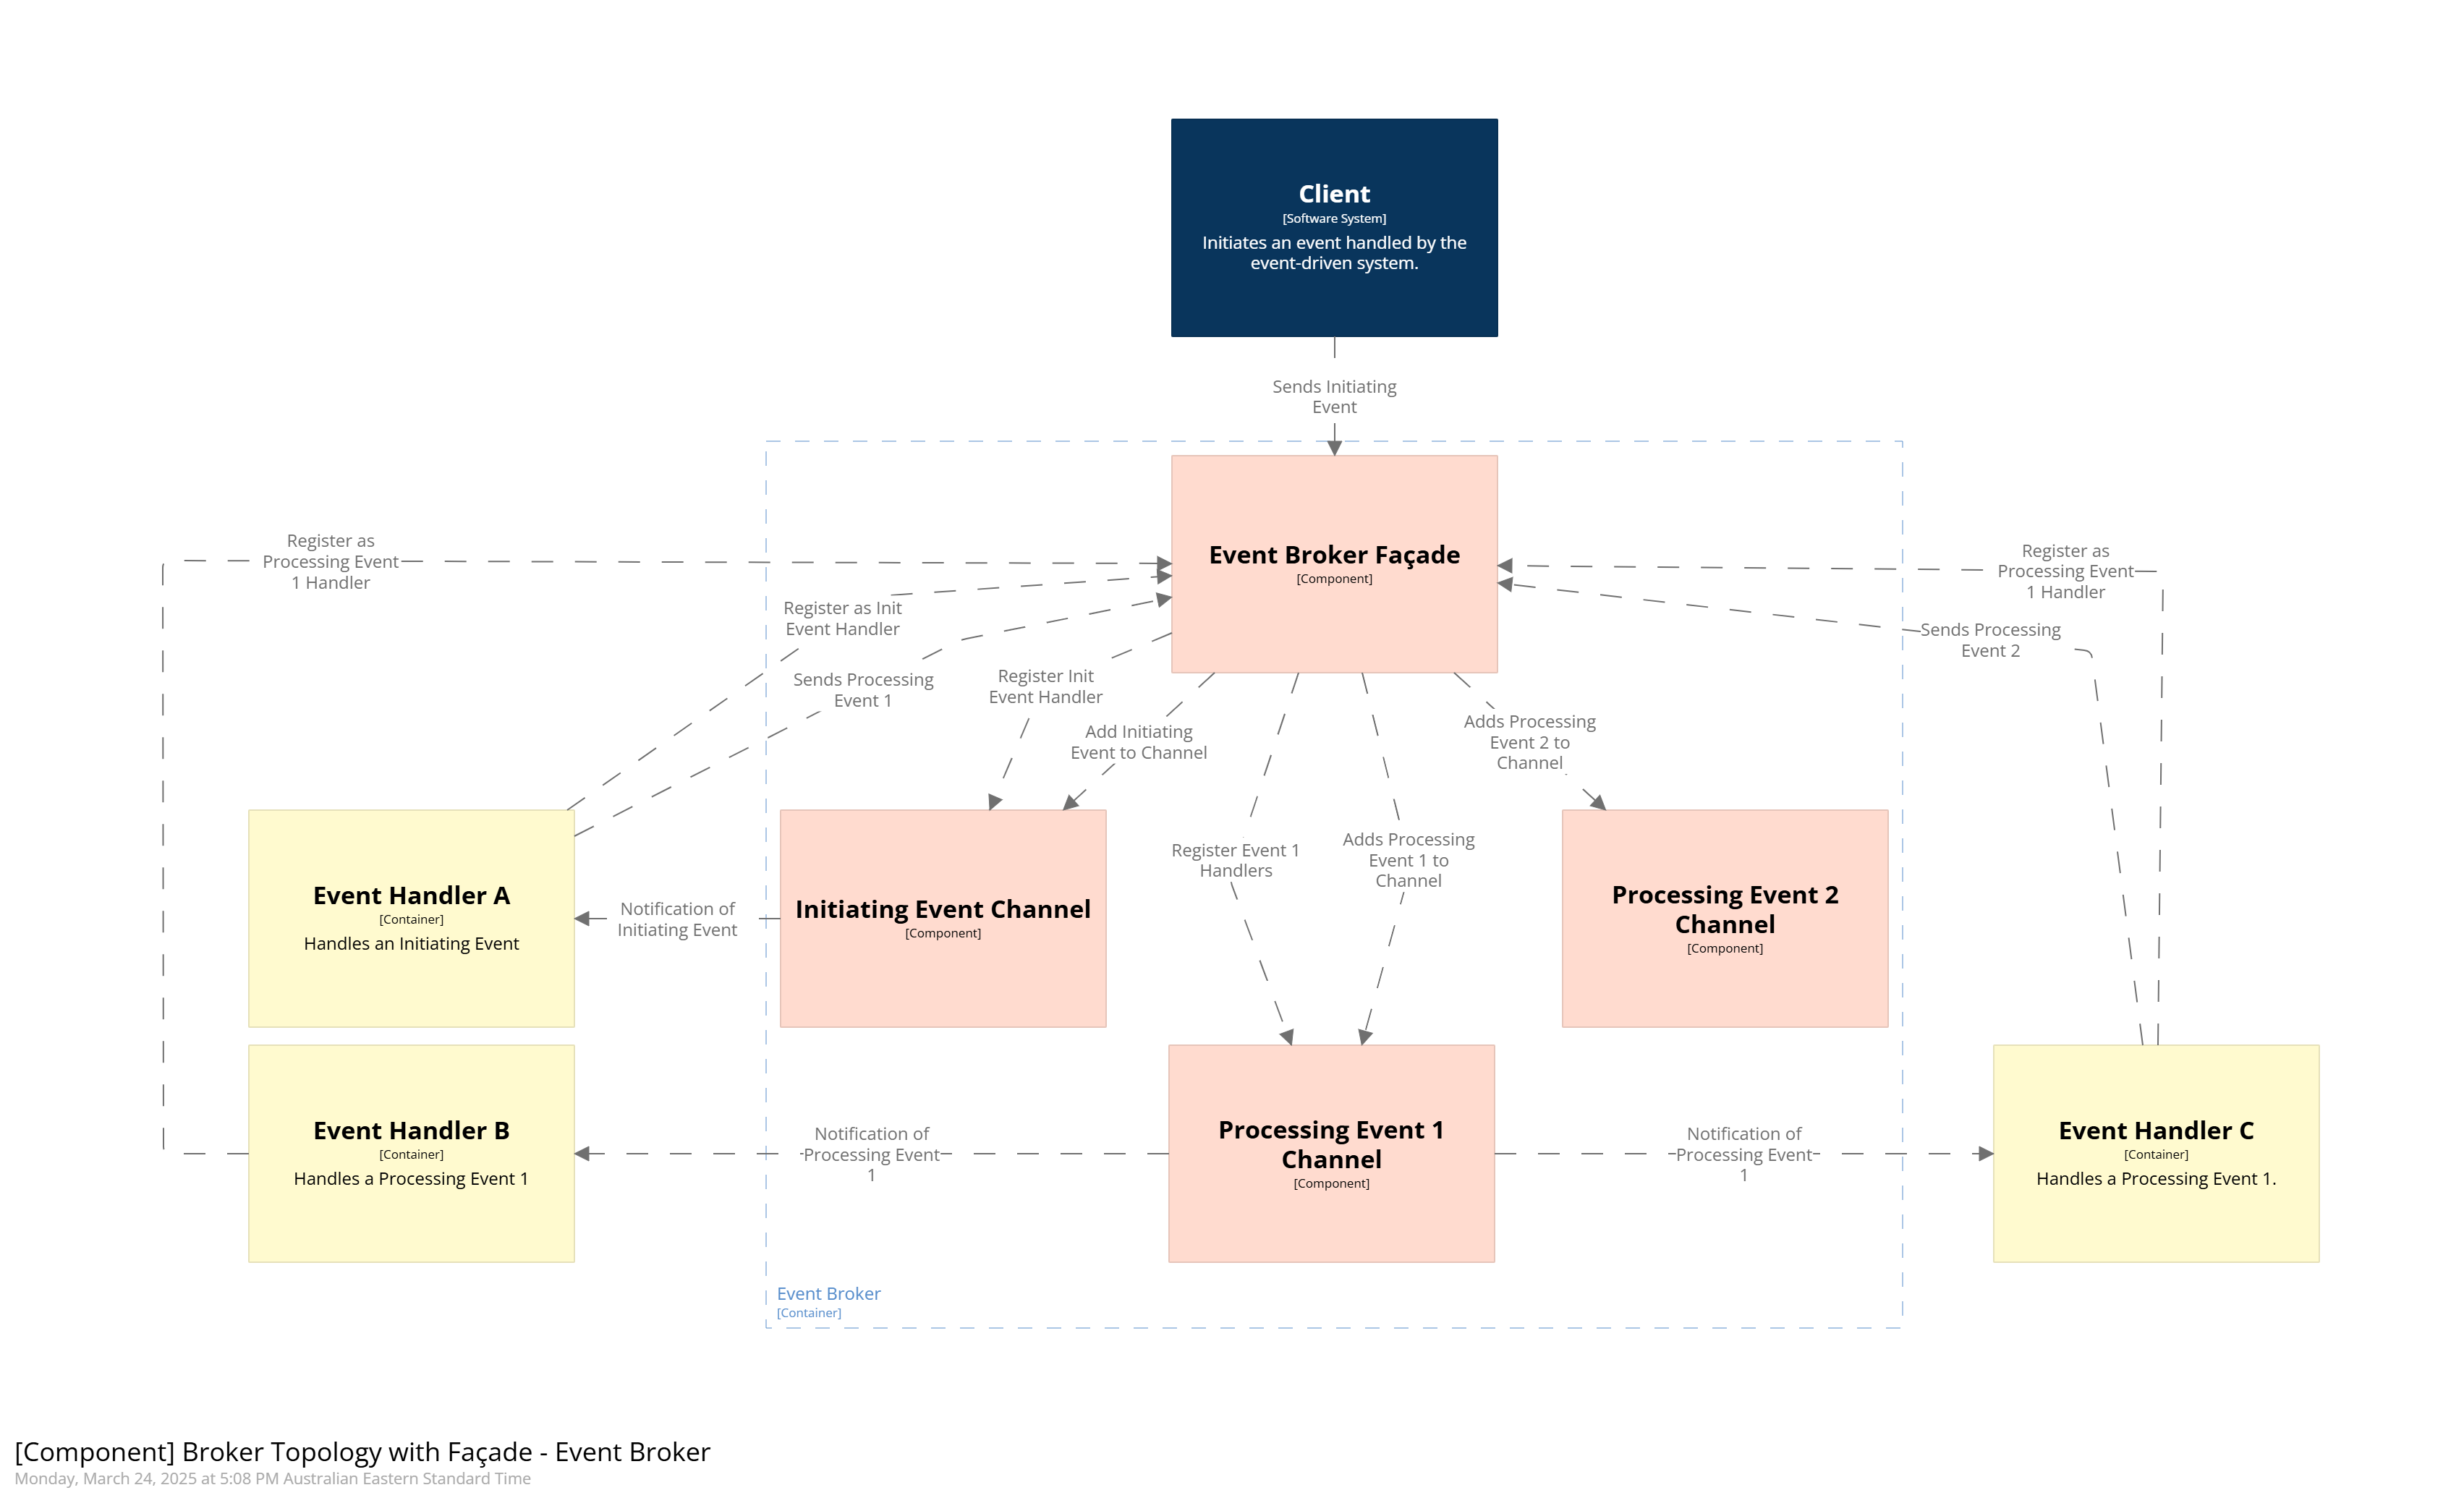 Client
[Software System]
Initiates an event handled by the
event-driven system.
Sends Initiating
Event
Event Broker Façade
[Component]
Register as
Processing Event
1 Handler
Register as Init
Event Handler
Sends Processing
Event 1
Register Init
Event Handler
Add Initiating
Event to Channel
Register Event 1
Handlers
Adds Processing
Event 1 to
Channel
Adds Processing
Event 2 to
Channel
Register as
Processing Event
1 Handler
Sends Processing
Event 2
Event Handler A
[Container]
Handles an Initiating Event
Notification of
Initiating Event
Initiating Event Channel
[Component]
Processing Event 2
Channel
[Component]
Event Handler B
[Container]
Handles a Processing Event 1
Notification of
Processing Event
1
Processing Event 1
Channel
[Component]
Notification of
Processing Event
1
Event Handler C
[Container]
Handles a Processing Event 1.
Event Broker
[Container]
[Component] Broker Topology with Façade - Event Broker
Monday, March 24, 2025 at 5:08 PM Australian Eastern Standard Time